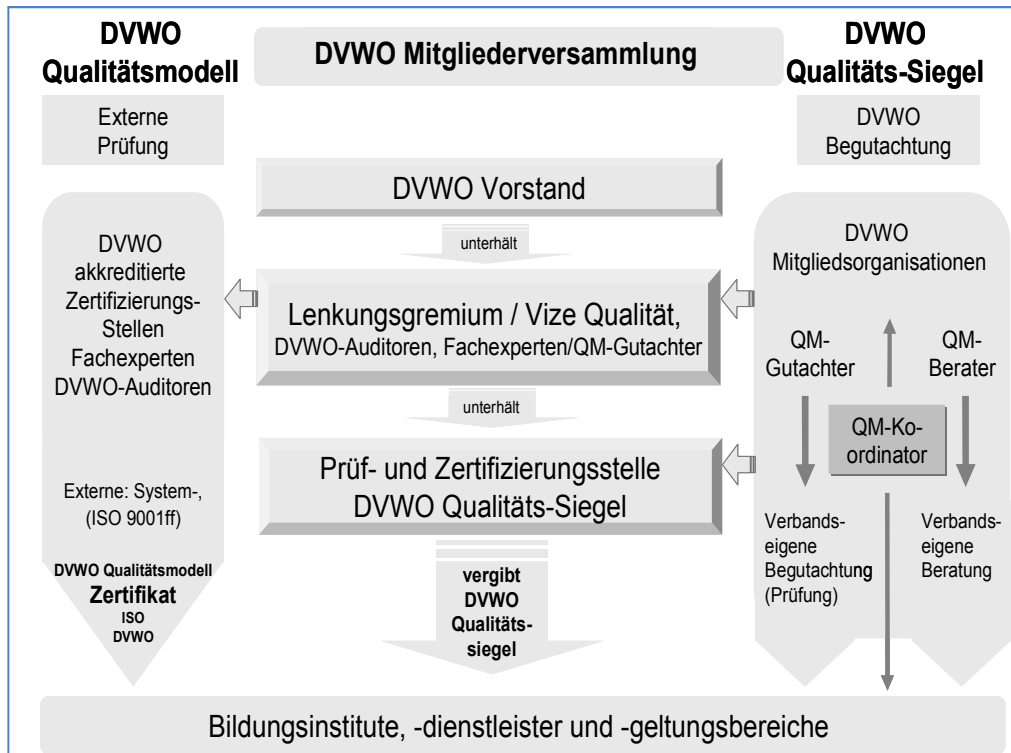 DVWO
Qualitätsmodell
DVWO Mitgliederversammlung
DVWO
Qualitäts-Siegel
Externe
Prüfung
DVWO
Begutachtung
DVWO Vorstand
unterhält
DVWO
akkreditierte
Zertifizierungs-
Stellen
Fachexperten
DVWO-Auditoren
Lenkungsgremium / Vize Qualität,
DVWO-Auditoren, Fachexperten/QM-Gutachter
DVWO
Mitgliedsorganisationen
QM-
Gutachter
QM-
Berater
unterhält
QM-Ko-
ordinator
Prüf- und Zertifizierungsstelle
DVWO Qualitäts-Siegel
Externe: System-,
(ISO 9001ff)
Verbands-
eigene
Begutachtung
(Prüfung)
Verbands-
eigene
Beratung
DVWO Qualitätsmodell
Zertifikat
ISO
DVWO
vergibt
DVWO
Qualitäts-
siegel
Bildungsinstitute, -dienstleister und -geltungsbereiche